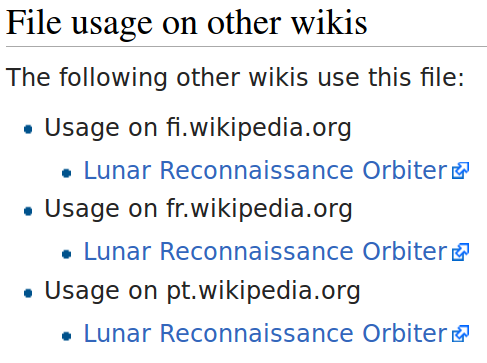 File usage on other wikis
The following other wikis use this file:
Usage on fi.wikipedia.org
Lunar Reconnaissance Orbiter
Usage on fr.wikipedia.org
Lunar Reconnaissance Orbiter
Usage on pt.wikipedia.org
Lunar Reconnaissance Orbiter